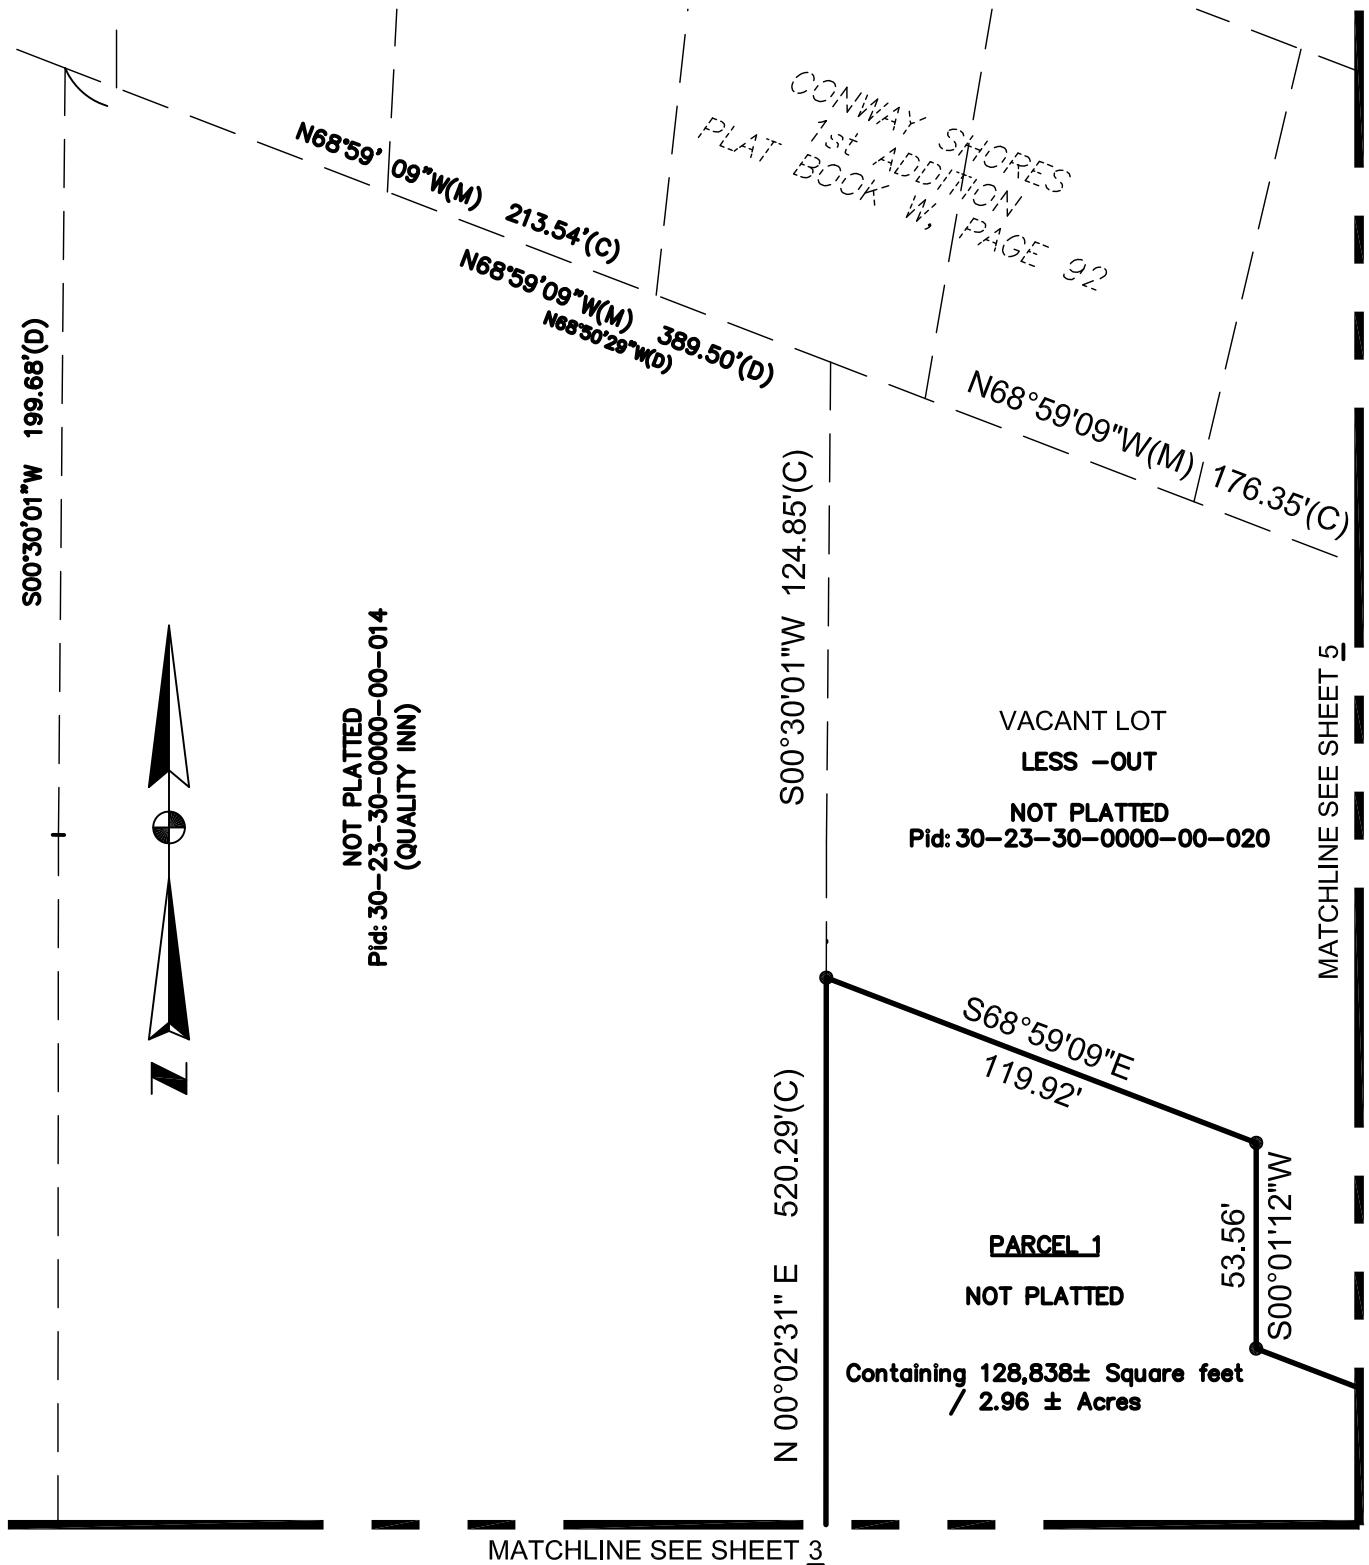 CONWAY SHORES
1st ADDITION
PLAT BOOK W, PAGE 92
N68°59' 09"W(M) 213.54'(C)
N68°59'09"W(M) 389.50'(D)
N68°50'29"W(D)
N68°59'09"W(M) 176.35'(C)
S00°30'01"W 199.68'(D)
S00°30'01"W 124.85'(C)
NOT PLATTED
Pid: 30-23-30-0000-00-014
(QUALITY INN)
VACANT LOT
LESS -OUT
NOT PLATTED
Pid: 30-23-30-0000-00-020
MATCHLINE SEE SHEET 5
N
S68°59'09"E
119.92'
N 00°02'31" E 520.29'(C)
53.56'
S00°01'12"W
PARCEL 1
NOT PLATTED
Containing 128,838± Square feet
/ 2.96 ± Acres
MATCHLINE SEE SHEET 3